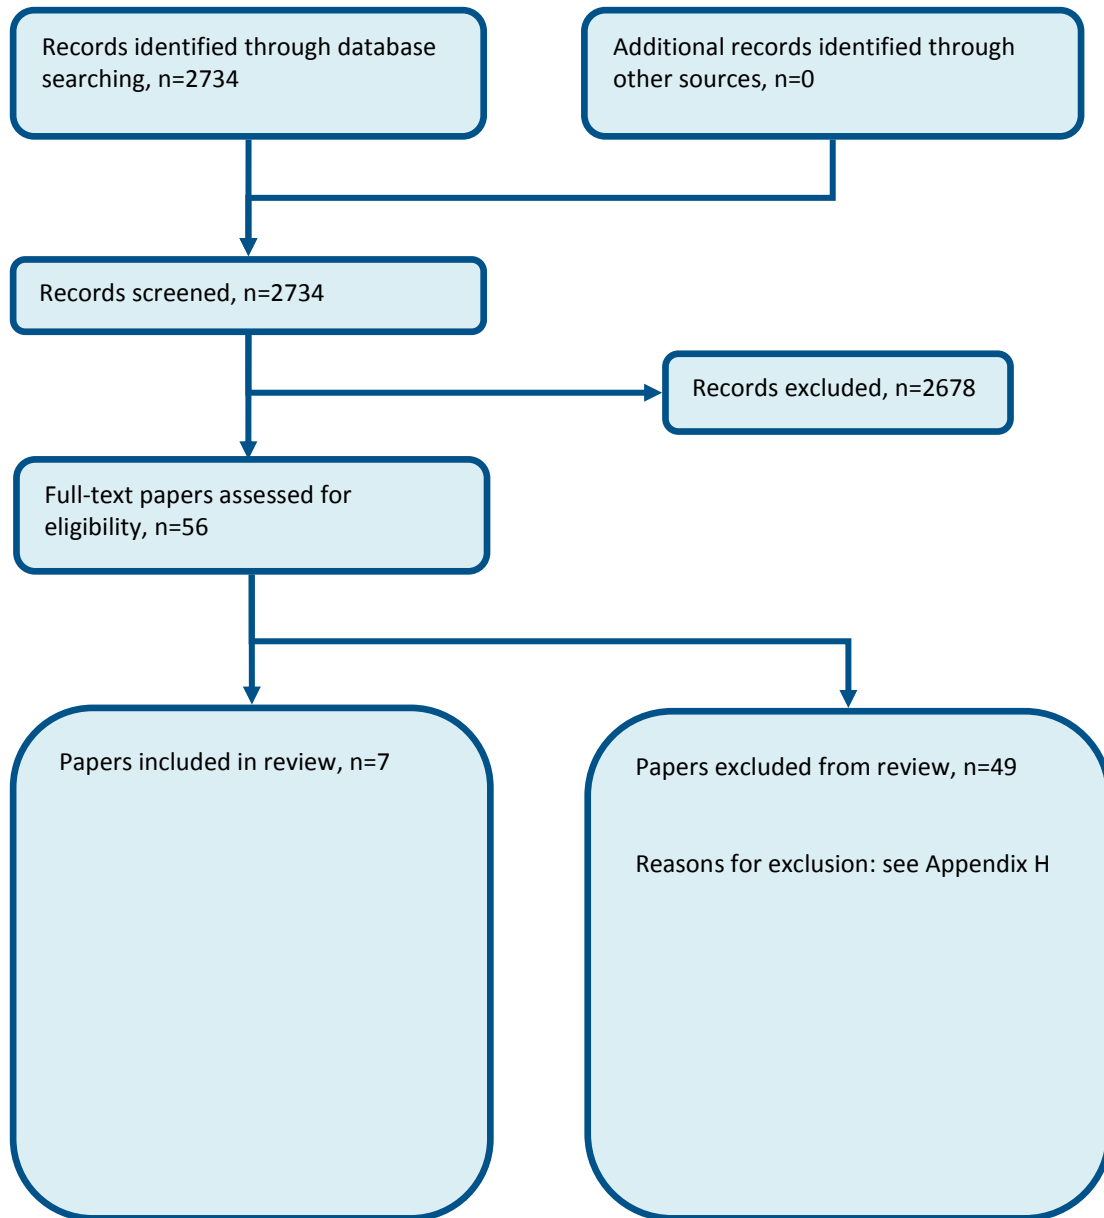 Records identified through database
searching, n=2734
Additional records identified through
other sources, n=0
Records screened, n=2734
Records excluded, n=2678
Full-text papers assessed for
eligibility, n=56
Papers included in review, n=7
Papers excluded from review, n=49
Reasons for exclusion: see Appendix H